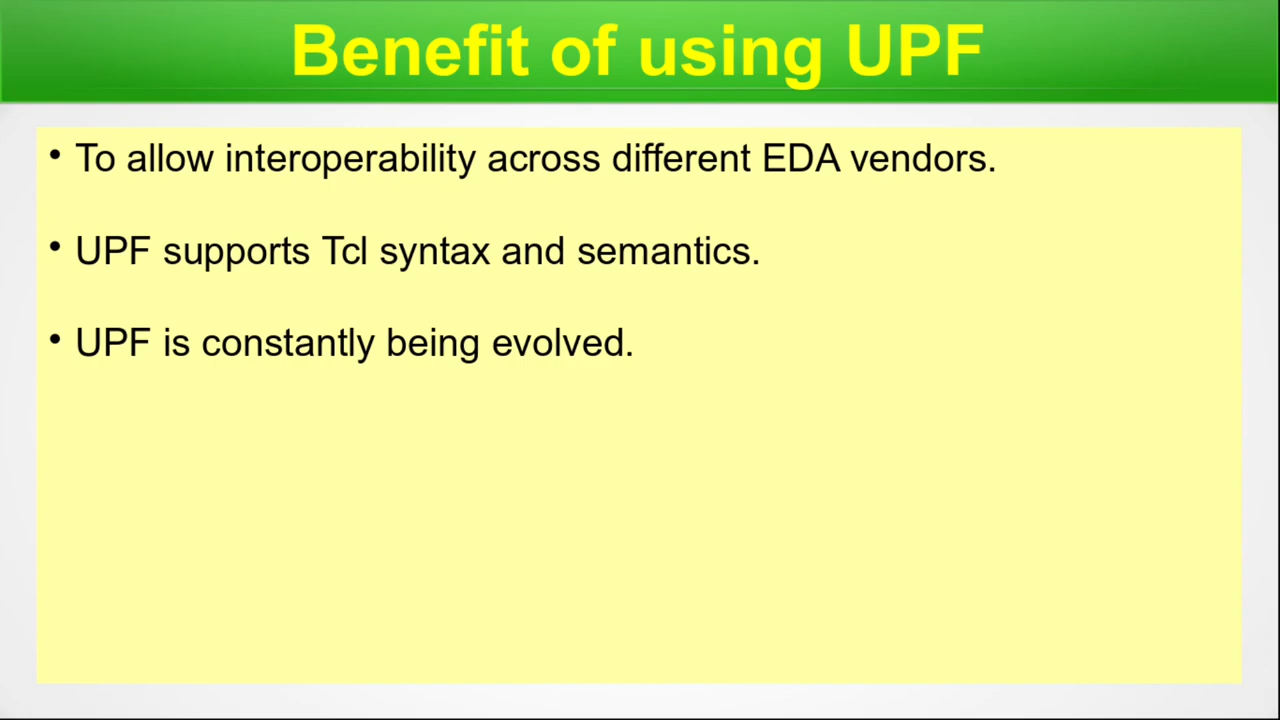 Benefit of using UPF
• To allow interoperability across different EDA vendors.
• UPF supports Tcl syntax and semantics.
• UPF is constantly being evolved.